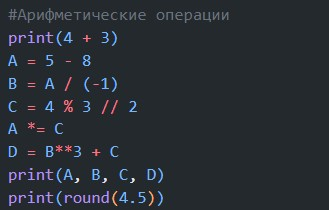 #Арифметические операции
print(4 + 3)
A = 5 - 8
B = A / (-1)
C = 4 % 3 // 2
A *= C
D = B**3 + C
print(A, B, C, D)
print(round(4.5))